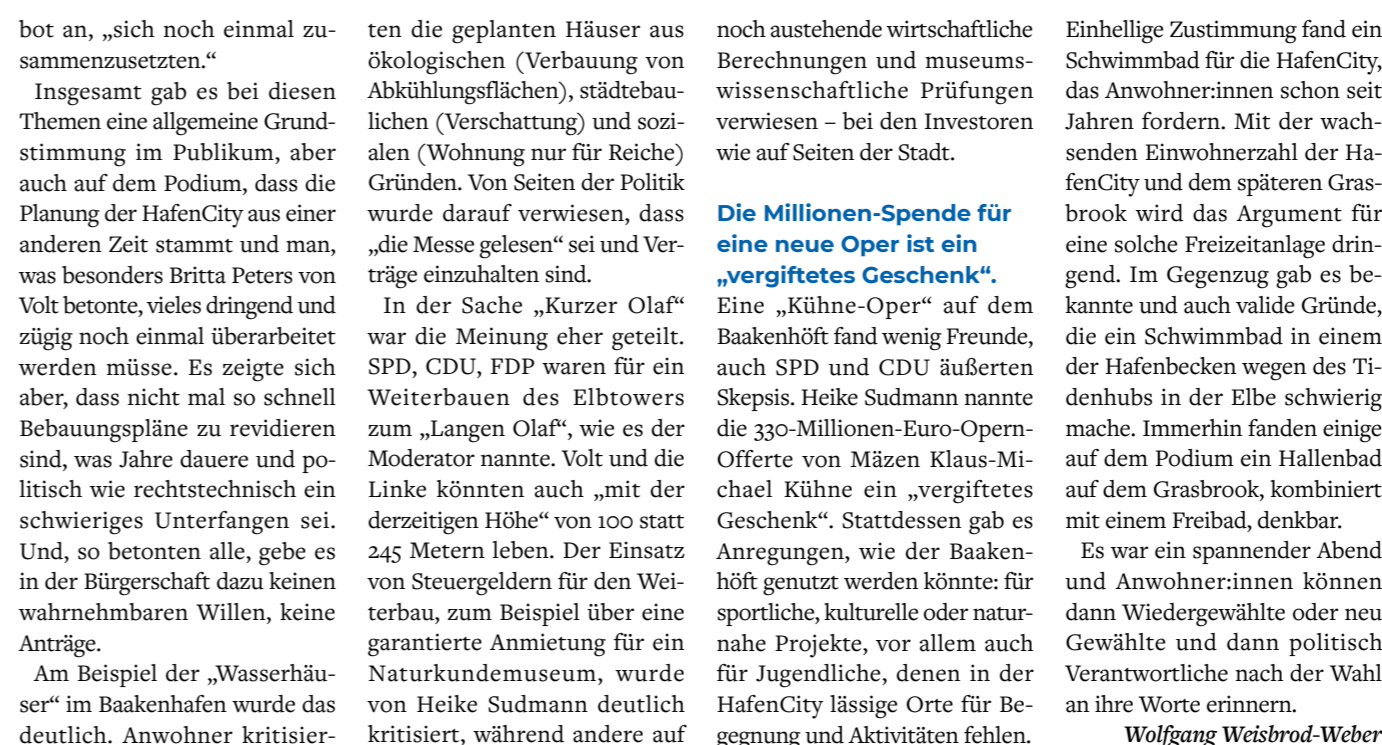 bot an, „sich noch einmal zu-
sammenzusetzten.“
Insgesamt gab es bei diesen
Themen eine allgemeine Grund-
stimmung im Publikum, aber
auch auf dem Podium, dass die
Planung der HafenCity aus einer
anderen Zeit stammt und man,
was besonders Britta Peters von
Volt betonte, vieles dringend und
zügig noch einmal überarbeitet
werden müsse. Es zeigte sich
aber, dass nicht mal so schnell
Bebauungspläne zu revidieren
sind, was Jahre dauere und po-
litisch wie rechtstechnisch ein
schwieriges Unterfangen sei.
Und, so betonten alle, gebe es
in der Bürgerschaft dazu keinen
wahrnehmbaren Willen, keine
Anträge.
Am Beispiel der „Wasserhäu-
ser“ im Baakenhafen wurde das
deutlich. Anwohner kritisier-
ten die geplanten Häuser aus
ökologischen (Verbauung von
Abkühlungsflächen), städtebau-
lichen (Verschattung) und sozi-
alen (Wohnung nur für Reiche)
Gründen. Von Seiten der Politik
wurde darauf verwiesen, dass
„die Messe gelesen“ sei und Ver-
träge einzuhalten sind.
In der Sache „Kurzer Olaf“
war die Meinung eher geteilt.
SPD, CDU, FDP waren für ein
Weiterbauen des Elbtowers
zum „Langen Olaf“, wie es der
Moderator nannte. Volt und die
Linke könnten auch „mit der
derzeitigen Höhe“ von 100 statt
245 Metern leben. Der Einsatz
von Steuergeldern für den Wei-
terbau, zum Beispiel über eine
garantierte Anmietung für ein
Naturkundemuseum, wurde
von Heike Sudmann deutlich
kritisiert, während andere auf
noch austehende wirtschaftliche
Berechnungen und museums-
wissenschaftliche Prüfungen
verwiesen – bei den Investoren
wie auf Seiten der Stadt.
Die Millionen-Spende für
eine neue Oper ist ein
„vergiftetes Geschenk“.
Eine „Kühne-Oper“ auf dem
Baakenhöft fand wenig Freunde,
auch SPD und CDU äußerten
Skepsis. Heike Sudmann nannte
die 330-Millionen-Euro-Opern-
Offerte von Mäzen Klaus-Mi-
chael Kühne ein „vergiftetes
Geschenk“. Stattdessen gab es
Anregungen, wie der Baaken-
höft genutzt werden könnte: für
sportliche, kulturelle oder natur-
nahe Projekte, vor allem auch
für Jugendliche, denen in der
HafenCity lässige Orte für Be-
gegnung und Aktivitäten fehlen.
Einhellige Zustimmung fand ein
Schwimmbad für die HafenCity,
das Anwohner:innen schon seit
Jahren fordern. Mit der wach-
senden Einwohnerzahl der Ha-
fenCity und dem späteren Gras-
brook wird das Argument für
eine solche Freizeitanlage drin-
gend. Im Gegenzug gab es be-
kannte und auch valide Gründe,
die ein Schwimmbad in einem
der Hafenbecken wegen des Ti-
denhubs in der Elbe schwierig
mache. Immerhin fanden einige
auf dem Podium ein Hallenbad
auf dem Grasbrook, kombiniert
mit einem Freibad, denkbar.
Es war ein spannender Abend
und Anwohner:innen können
dann Wiedergewählte oder neu
Gewählte und dann politisch
Verantwortliche nach der Wahl
an ihre Worte erinnern.
Wolfgang Weisbrod-Weber